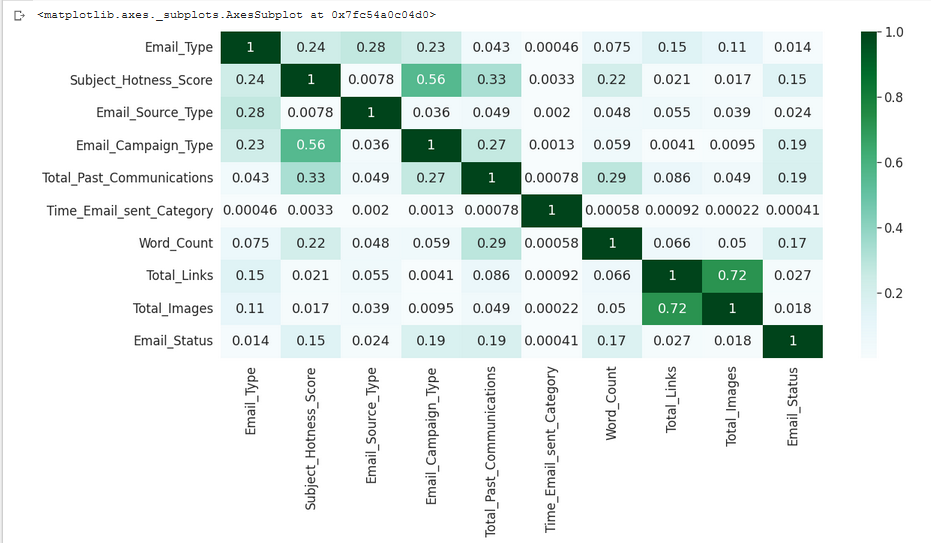 <matplotlib.axes._subplots.AxesSubplot at 0x7fc54a0c04d0>
Email_Type 1 0.24 0.28 0.23 0.043 0.00046 0.075 0.15 0.11 0.014
Subject_Hotness_Score 0.24 1 0.0078 0.56 0.33 0.0033 0.22 0.021 0.017 0.15
Email_Source_Type 0.28 0.0078 1 0.036 0.049 0.002 0.048 0.055 0.039 0.024
Email_Campaign_Type 0.23 0.56 0.036 1 0.27 0.0013 0.059 0.0041 0.0095 0.19
Total_Past_Communications 0.043 0.33 0.049 0.27 1 0.00078 0.29 0.086 0.049 0.19
Time_Email_sent_Category 0.00046 0.0033 0.002 0.0013 0.00078 1 0.00058 0.00092 0.00022 0.00041
Word_Count 0.075 0.22 0.048 0.059 0.29 0.00058 1 0.066 0.05 0.17
Total_Links 0.15 0.021 0.055 0.0041 0.086 0.00092 0.066 1 0.72 0.027
Total_Images 0.11 0.017 0.039 0.0095 0.049 0.00022 0.05 0.72 1 0.018
Email_Status 0.014 0.15 0.024 0.19 0.19 0.00041 0.17 0.027 0.018 1
Email_Type
Subject_Hotness_Score
Email_Source_Type
Email_Campaign_Type
Total_Past_Communications
Time_Email_sent_Category
Word_Count
Total_Links
Total_Images
Email_Status
1.0
0.8
0.6
0.4
0.2